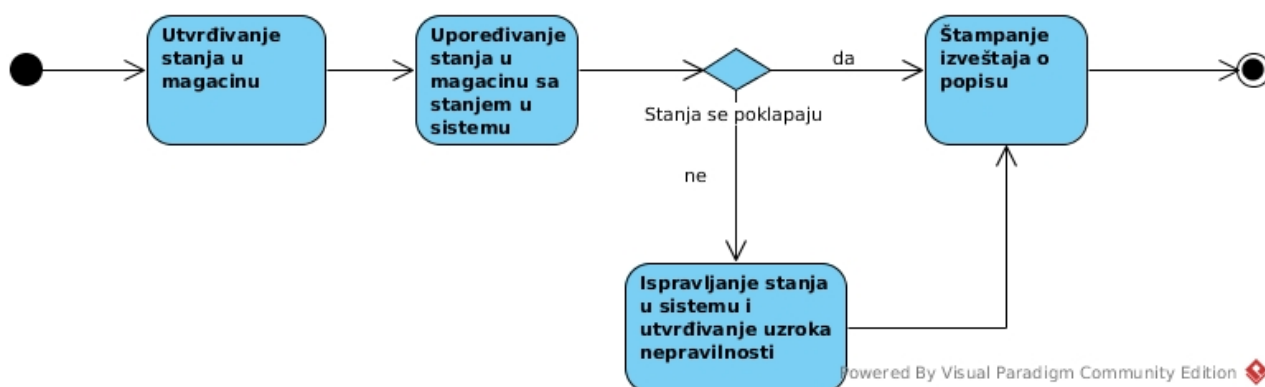 Utvrđivanje
stanja u
magacinu
Upoređivanje
stanja u
magacinu sa
stanjem u
sistemu
da
Stanja se poklapaju
ne
Štampanje
izveštaja o
popisu
Ispravljanje stanja
u sistemu i
utvrđivanje uzroka
nepravilnosti
Powered By Visual Paradigm Community Edition